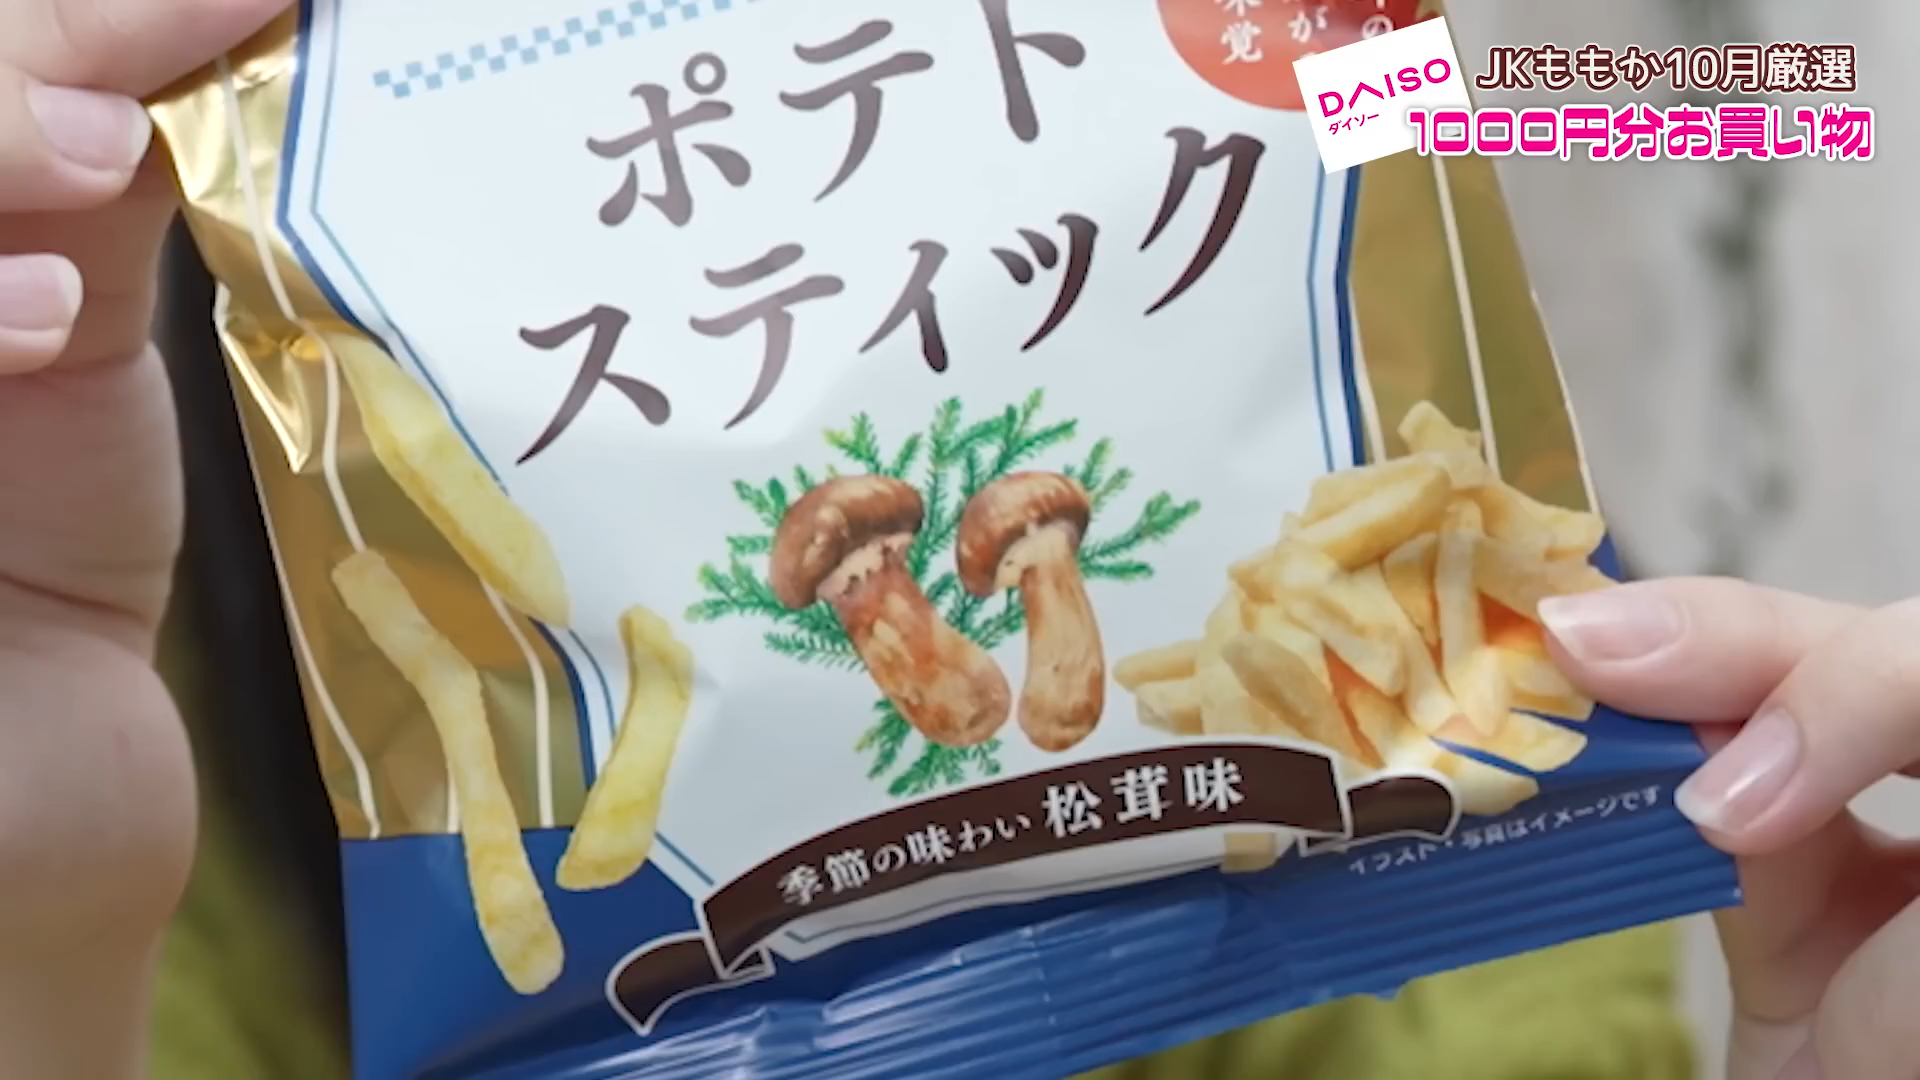 ポテト
スティック
味覚
DAISO
ダイソー
JKももか10月厳選
1000円分お買い物
季節の味わい 松茸味
イラスト・写真はイメージです